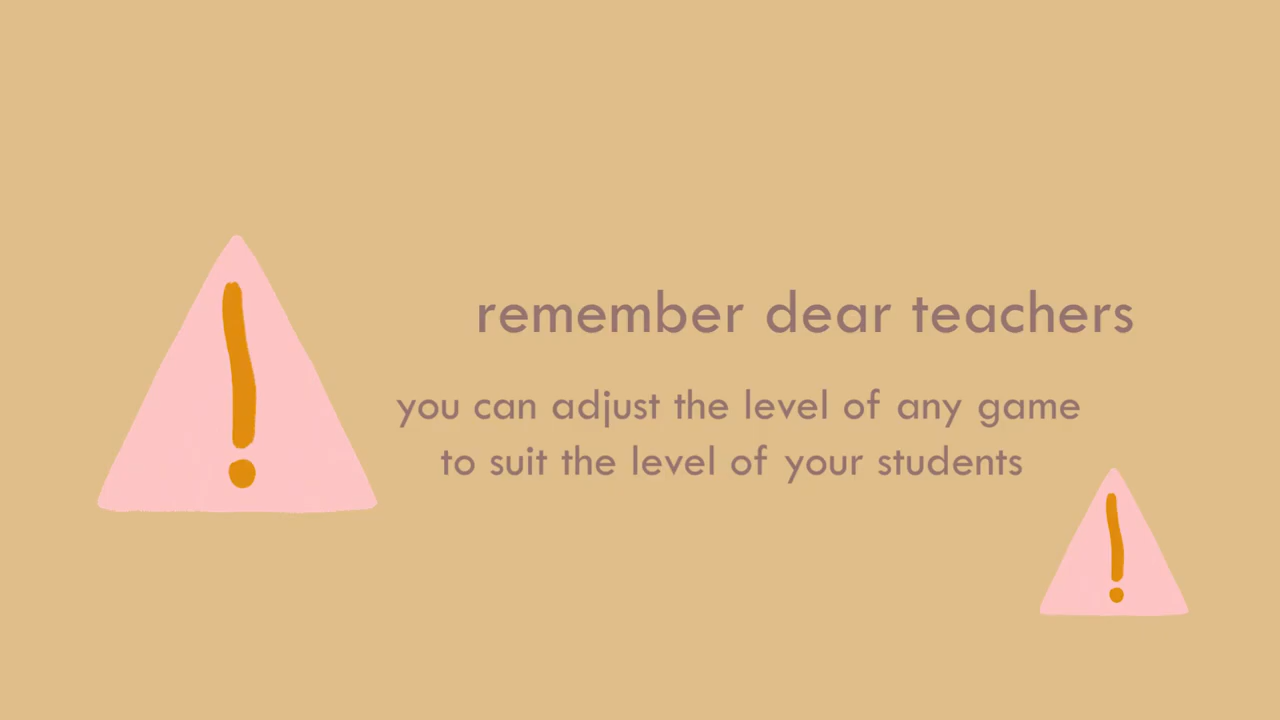 remember dear teachers
you can adjust the level of any game
to suit the level of your students